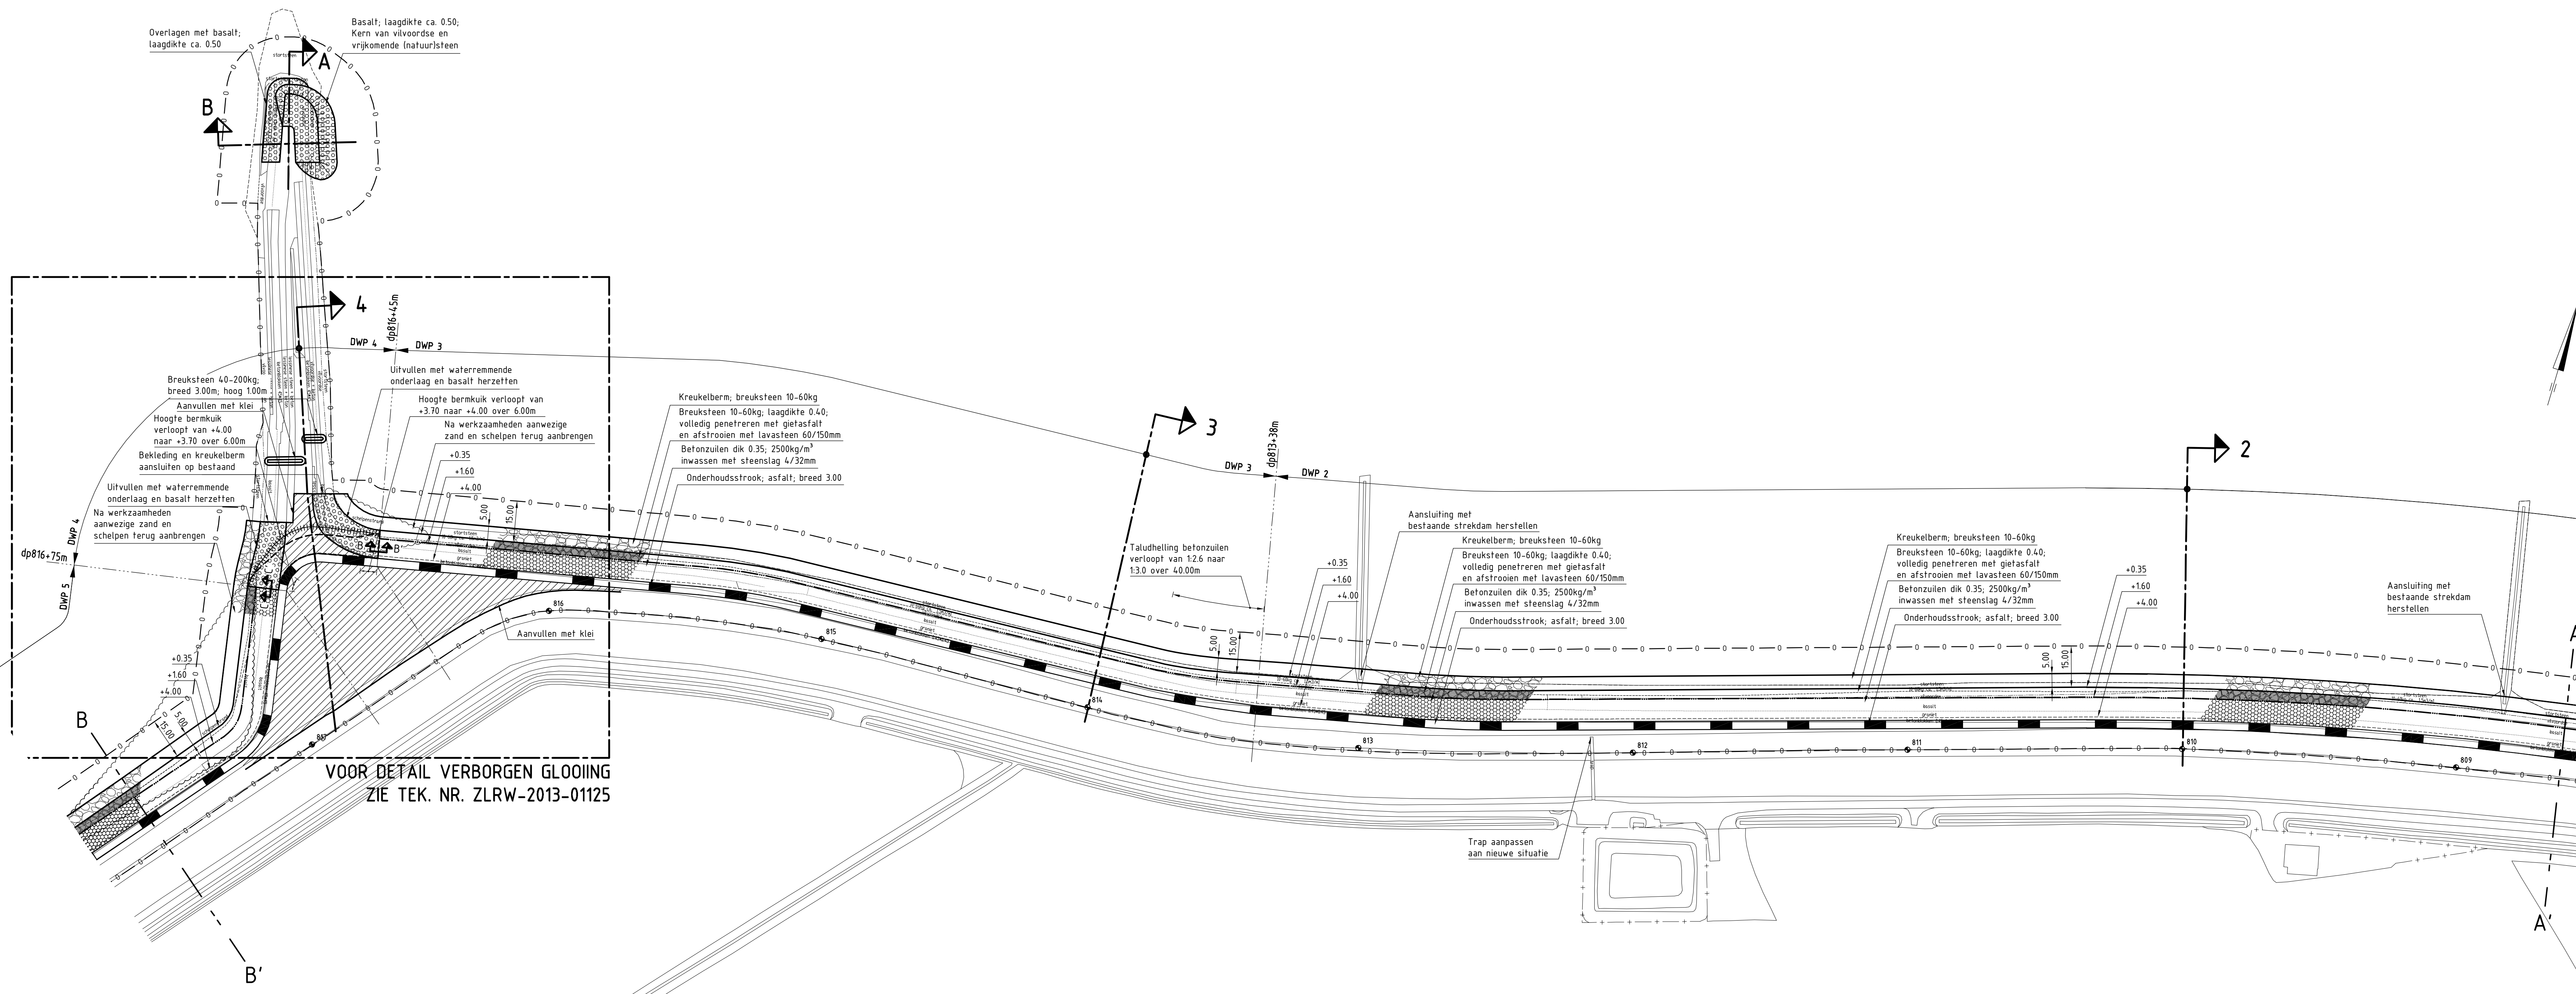 Overlagen met basalt;
laagdikte ca. 0.50
Basalt; laagdikte ca. 0.50;
Kern van vilvoordse en
vrijkomende (natuur)steen
stortsteen
A
B
4
dp816+45m
DWP 4
DWP 3
Breuksteen 40-200kg;
breed 3.00m; hoog 1.00m
Aanvullen met klei
Hoogte bermkuik
verloopt van +4.00
naar +3.70 over 6.00m
Bekleding en kreukelberm
aansluiten op bestaand
Uitvullen met waterremmende
onderlaag en basalt herzetten
Na werkzaamheden
aanwezige zand en
schelpen terug aanbrengen
DWP 4
dp816+75m
DWP 5
Uitvullen met waterremmende
onderlaag en basalt herzetten
Hoogte bermkuik verloopt van
+3.70 naar +4.00 over 6.00m
Na werkzaamheden aanwezige
zand en schelpen terug aanbrengen
+0.35
+1.60
+4.00
5.00
15.00
schelpenstrand
B
B'
C
stortsteen
basalt
graniet
Kreukelberm; breuksteen 10-60kg
Breuksteen 10-60kg; laagdikte 0.40;
volledig penetreren met gietasfalt
en afstrooien met lavasteen 60/150mm
Betonzuilen dik 0.35; 2500kg/m³
inwassen met steenslag 4/32mm
Onderhoudsstrook; asfalt; breed 3.00
816
Aanvullen met klei
815
817
+0.35
+1.60
+4.00
5.00
15.00
B
B'
VOOR DETAIL VERBORGEN GLOOIING
ZIE TEK. NR. ZLRW-2013-01125
stortsteen
basalt
graniet
3
814
dp813+38m
DWP 3
DWP 2
Taludhelling betonzuilen
verloopt van 1:2.6 naar
1:3.0 over 40.00m
5.00
15.00
+0.35
+1.60
+4.00
basalt
graniet
813
Aansluiting met
bestaande strekdam herstellen
Kreukelberm; breuksteen 10-60kg
Breuksteen 10-60kg; laagdikte 0.40;
volledig penetreren met gietasfalt
en afstrooien met lavasteen 60/150mm
Betonzuilen dik 0.35; 2500kg/m³
inwassen met steenslag 4/32mm
Onderhoudsstrook; asfalt; breed 3.00
812
Trap aanpassen
aan nieuwe situatie
Kreukelberm; breuksteen 10-60kg
Breuksteen 10-60kg; laagdikte 0.40;
volledig penetreren met gietasfalt
en afstrooien met lavasteen 60/150mm
Betonzuilen dik 0.35; 2500kg/m³
inwassen met steenslag 4/32mm
Onderhoudsstrook; asfalt; breed 3.00
stortsteen
basalt
graniet
811
5.00
15.00
+0.35
+1.60
+4.00
2
810
Aansluiting met
bestaande strekdam
herstellen
stortsteen
basalt
809
A
A'